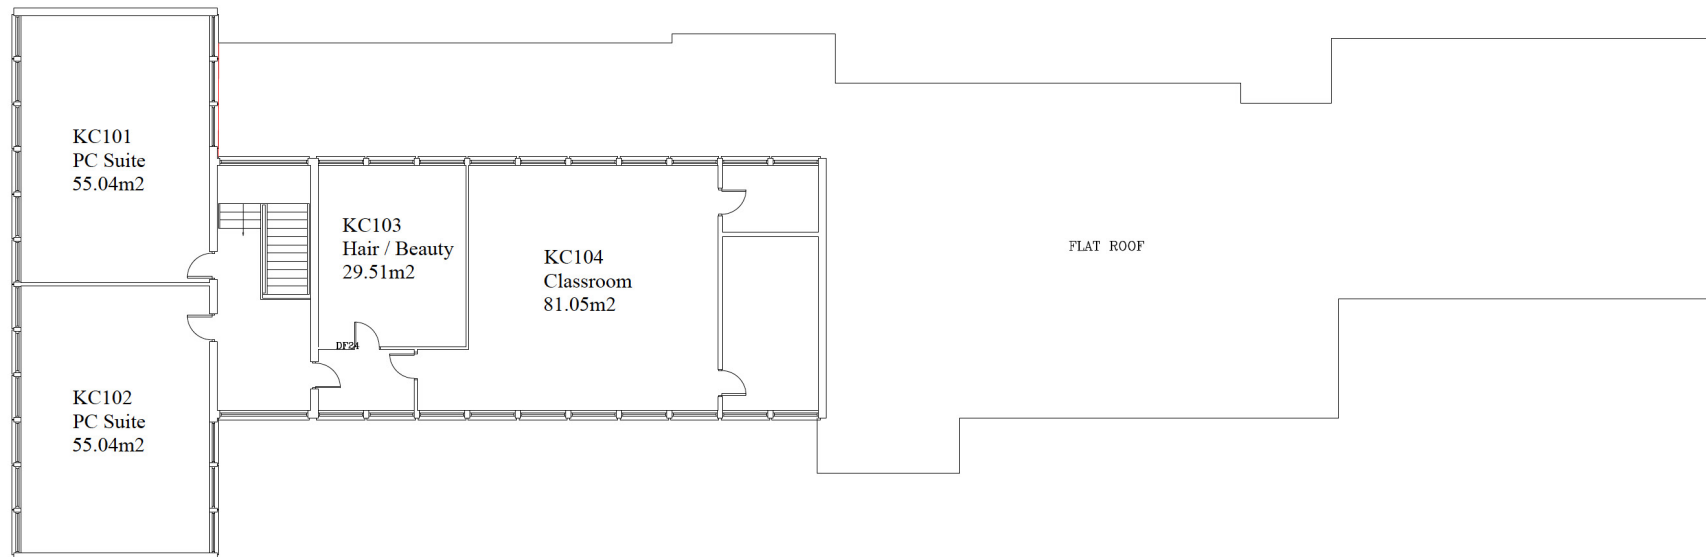 KC101
PC Suite
55.04m2
KC103
Hair / Beauty
29.51m2
KC104
Classroom
81.05m2
FLAT ROOF
DF24
KC102
PC Suite
55.04m2